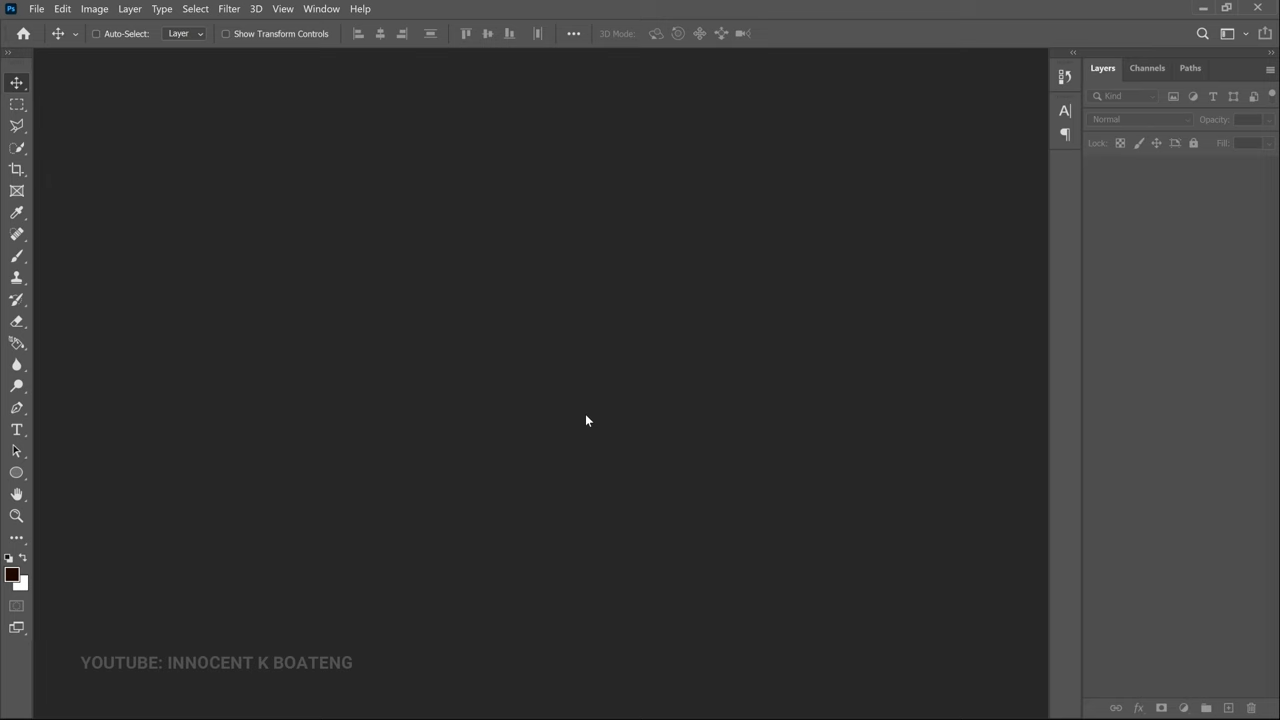 Ps File Edit Image Layer Type Select Filter 3D View Window Help
Auto-Select: Layer Show Transform Controls 3D Mode:
Layers Channels Paths
Kind
Normal Opacity:
Lock: Fill:
YOUTUBE: INNOCENT K BOATENG